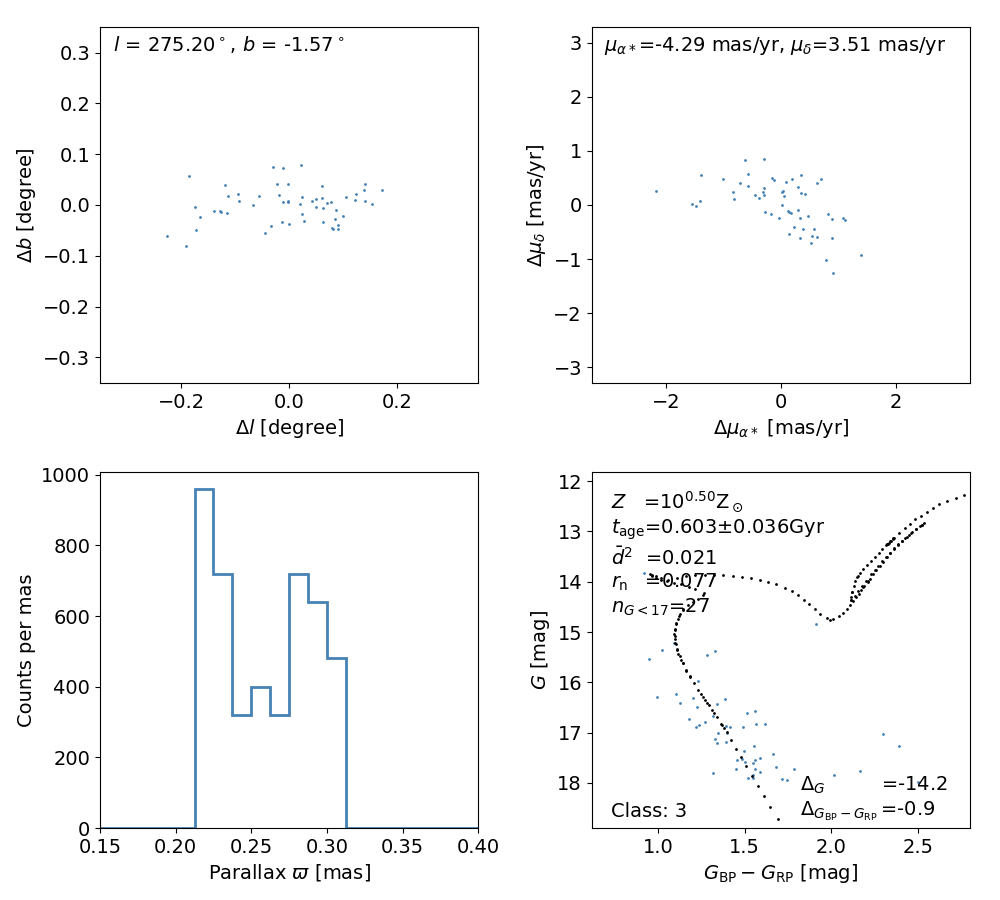 l = 275.20°, b = -1.57°
0.3
0.2
0.1
0.0
−0.1
−0.2
−0.3
Δb [degree]
−0.2 0.0 0.2
Δl [degree]
μα*=-4.29 mas/yr, μδ=3.51 mas/yr
3
2
1
0
−1
−2
−3
Δμδ [mas/yr]
−2 0 2
Δμα* [mas/yr]
1000
800
600
400
200
0
Counts per mas
0.15 0.20 0.25 0.30 0.35 0.40
Parallax ϖ [mas]
12
13
14
15
16
17
18
G [mag]
Z =10^0.50 Z⊙
t_age=0.603±0.036Gyr
d̄² =0.021
r_n =0.077
n_G<17=27
Δ_G =-14.2
Class: 3
Δ_GBP−GRP=-0.9
1.0 1.5 2.0 2.5
G_BP − G_RP [mag]